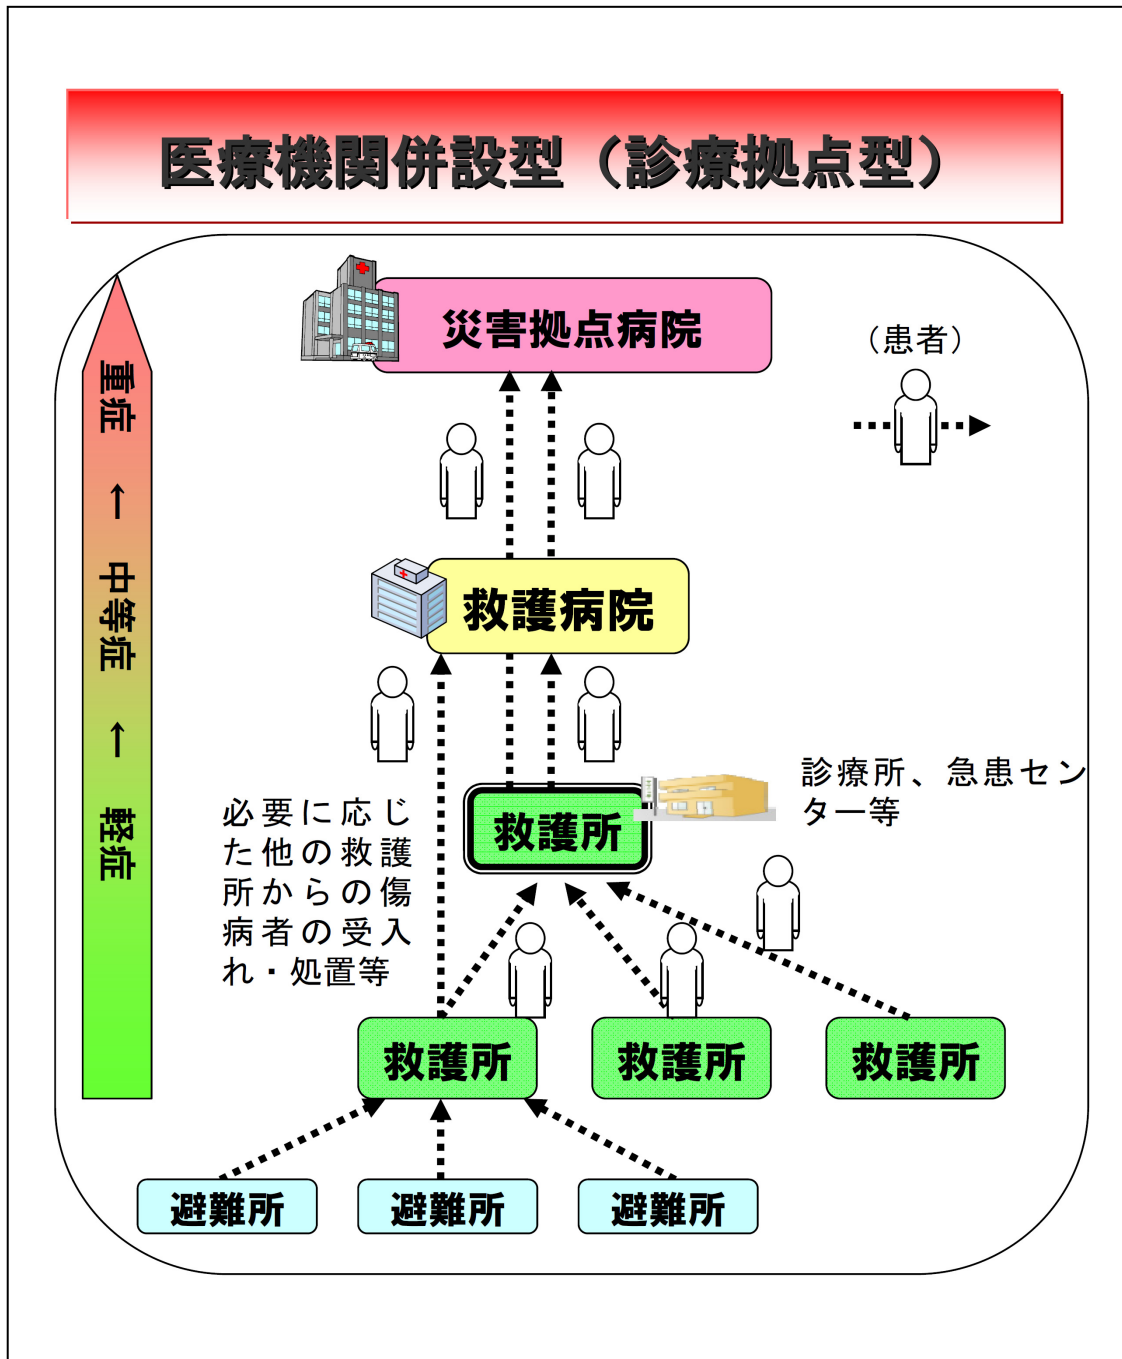 医療機関併設型（診療拠点型）
災害拠点病院
（患者）
重症 ← 中等症 ← 軽症
救護病院
診療所、急患セン
ター等
救護所
必要に応じ
た他の救護
所からの傷
病者の受入
れ・処置等
救護所
救護所
救護所
避難所
避難所
避難所